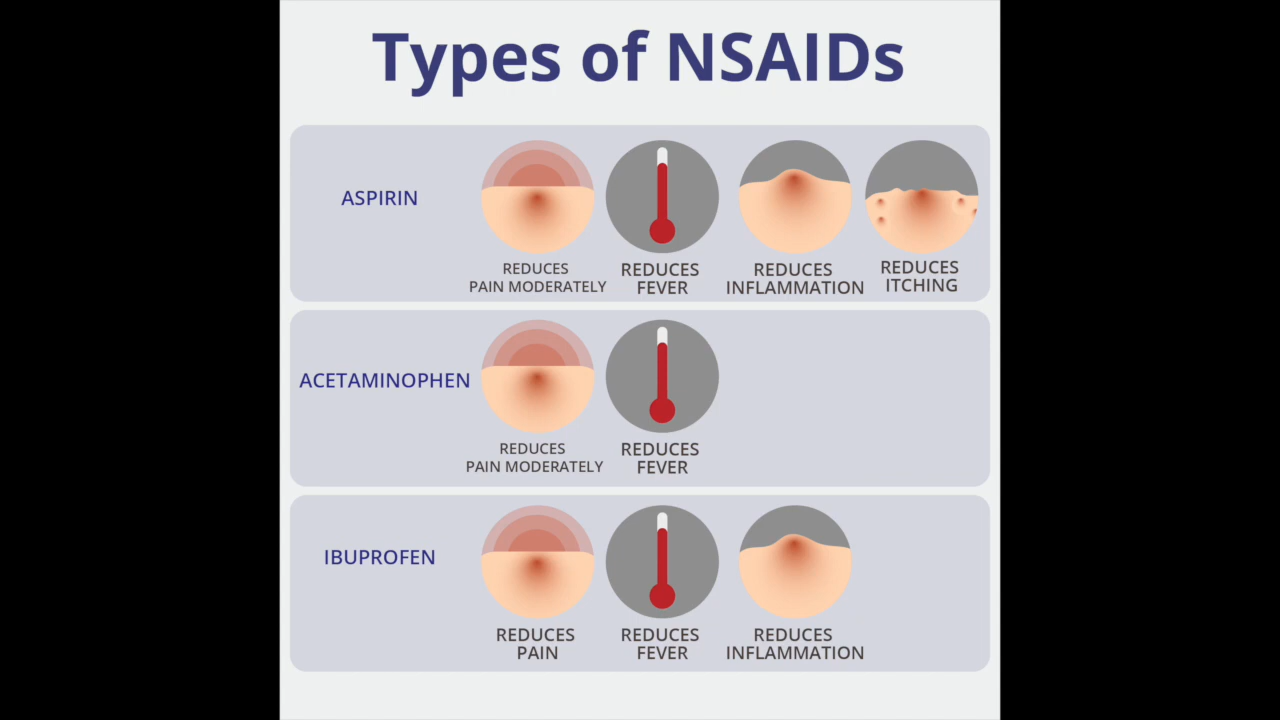 Types of NSAIDs
ASPIRIN
REDUCES
PAIN MODERATELY
REDUCES
FEVER
REDUCES
INFLAMMATION
REDUCES
ITCHING
ACETAMINOPHEN
REDUCES
PAIN MODERATELY
REDUCES
FEVER
IBUPROFEN
REDUCES
PAIN
REDUCES
FEVER
REDUCES
INFLAMMATION